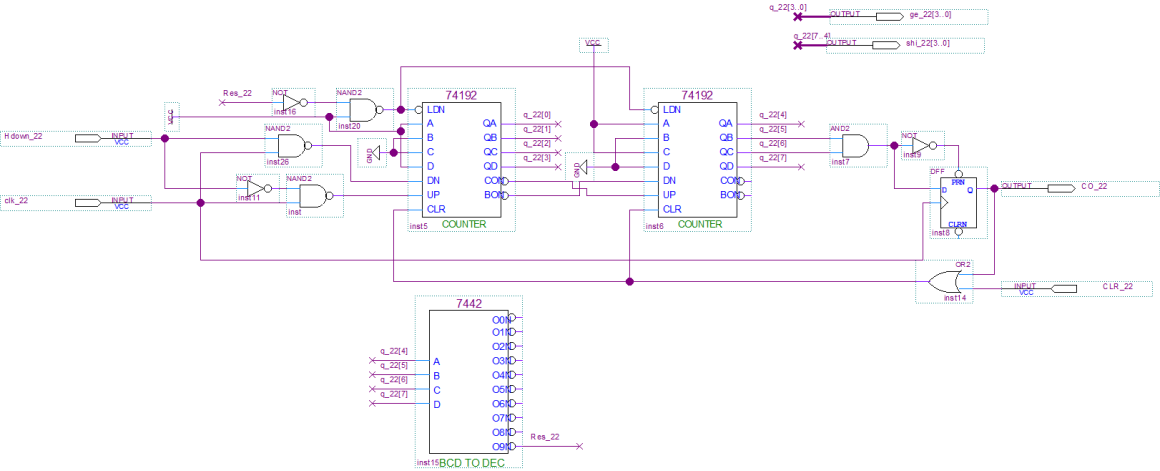 q_22[3..0]
OUTPUT
ge_22[3..0]
q_22[7..4]
OUTPUT
shi_22[3..0]
VCC
Res_22
NOT
inst16
NAND2
inst20
VCC
Hdown_22
INPUT
VCC
NAND2
inst26
NOT
inst11
NAND2
inst
clk_22
INPUT
VCC
GND
74192
LDN
A
B
C
D
DN
UP
CLR
QA
QB
QC
QD
CON
BON
inst5
COUNTER
q_22[0]
q_22[1]
q_22[2]
q_22[3]
GND
74192
LDN
A
B
C
D
DN
UP
CLR
QA
QB
QC
QD
CON
BON
inst6
COUNTER
q_22[4]
q_22[5]
q_22[6]
q_22[7]
AND2
inst7
NOT
inst9
DFF
PRN
D
Q
CLRN
inst8
OUTPUT
CO_22
OR2
inst14
INPUT
VCC
CLR_22
7442
q_22[4]
q_22[5]
q_22[6]
q_22[7]
A
B
C
D
O0N
O1N
O2N
O3N
O4N
O5N
O6N
O7N
O8N
O9N
Res_22
inst15
BCD TO DEC